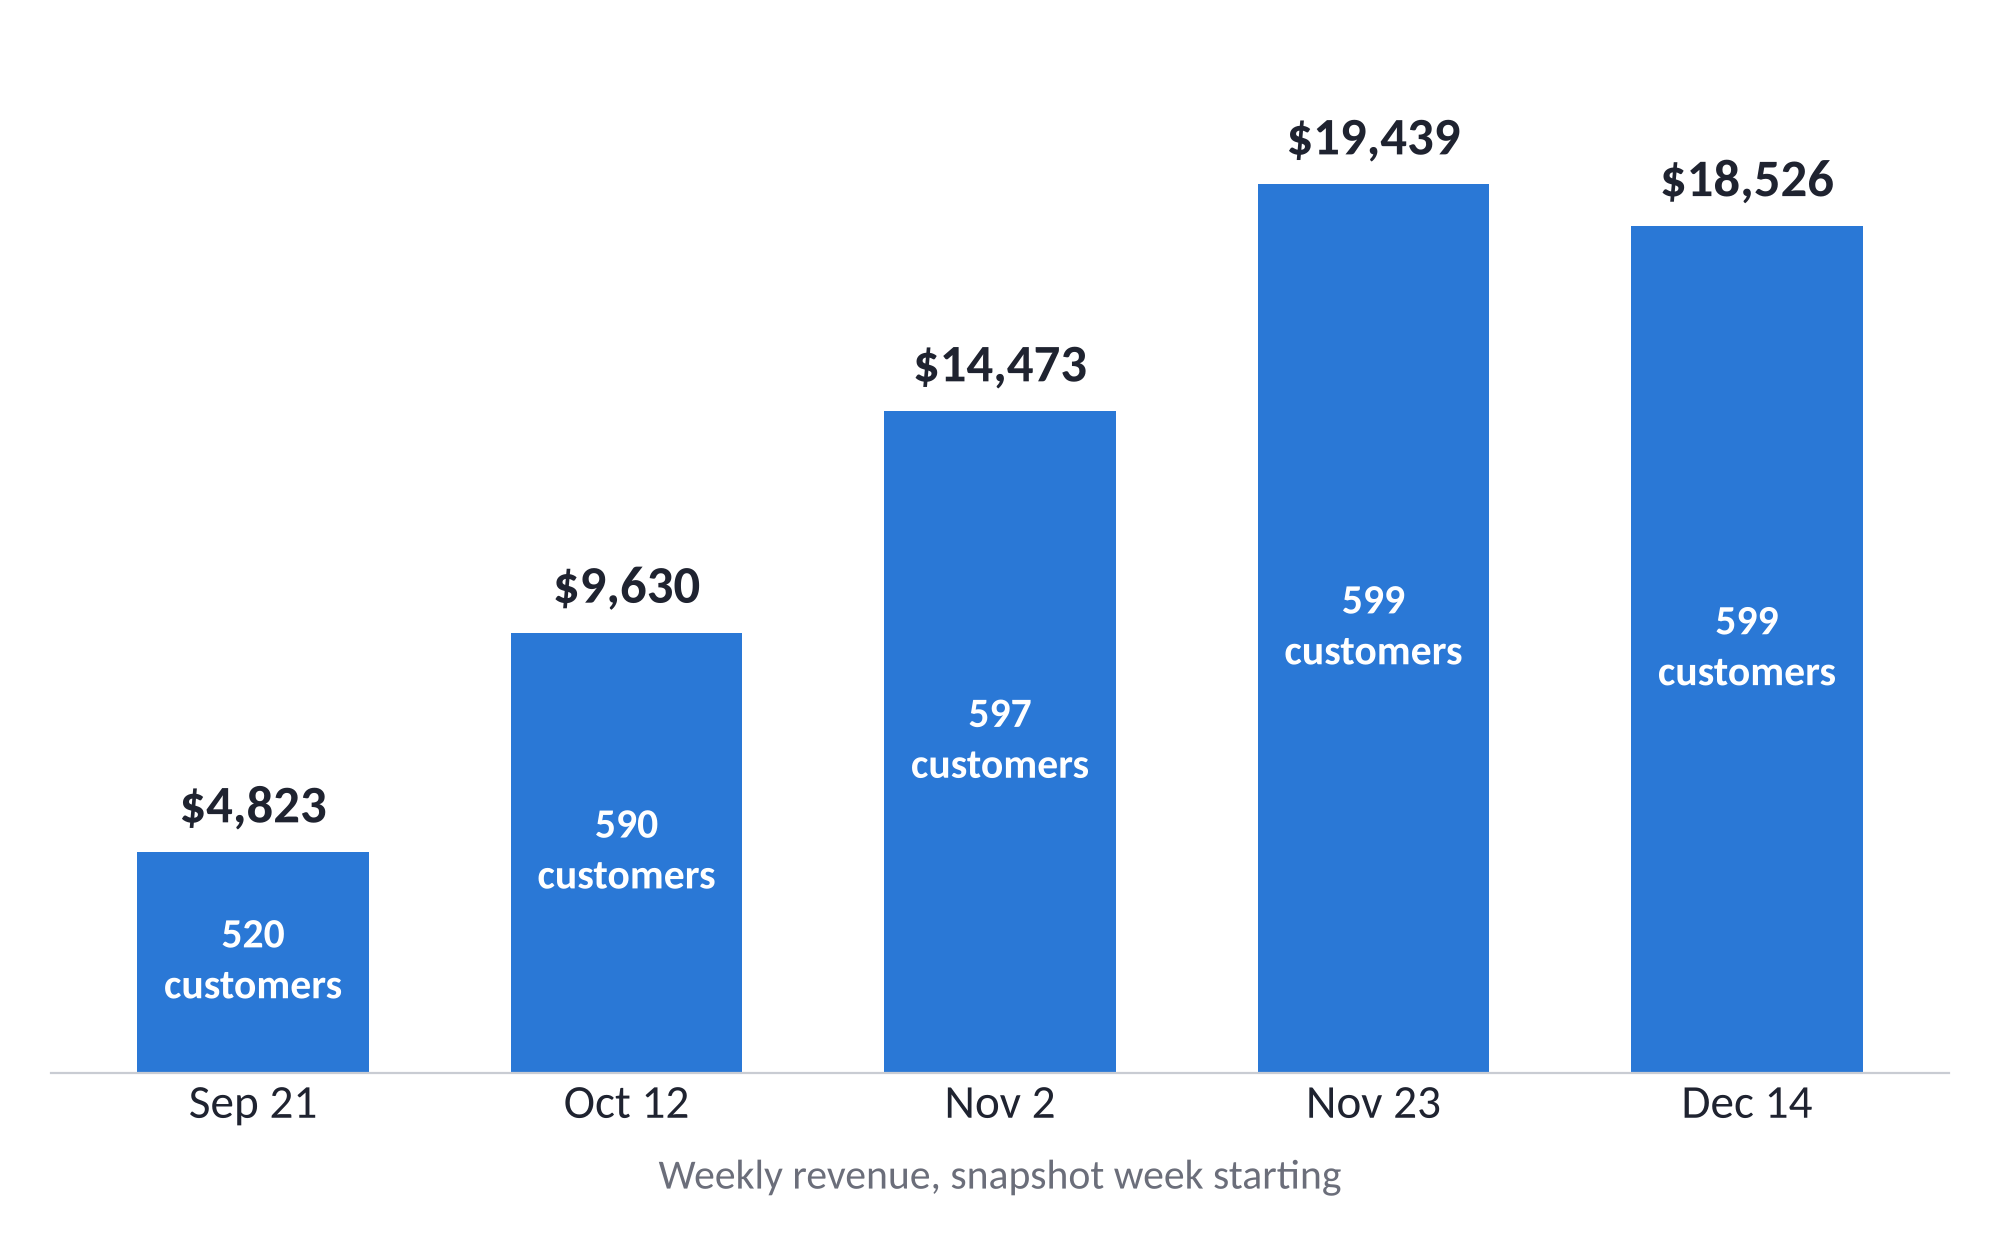 $19,439
$18,526
$14,473
$9,630
$4,823
599
customers
599
customers
597
customers
590
customers
520
customers
Sep 21
Oct 12
Nov 2
Nov 23
Dec 14
Weekly revenue, snapshot week starting